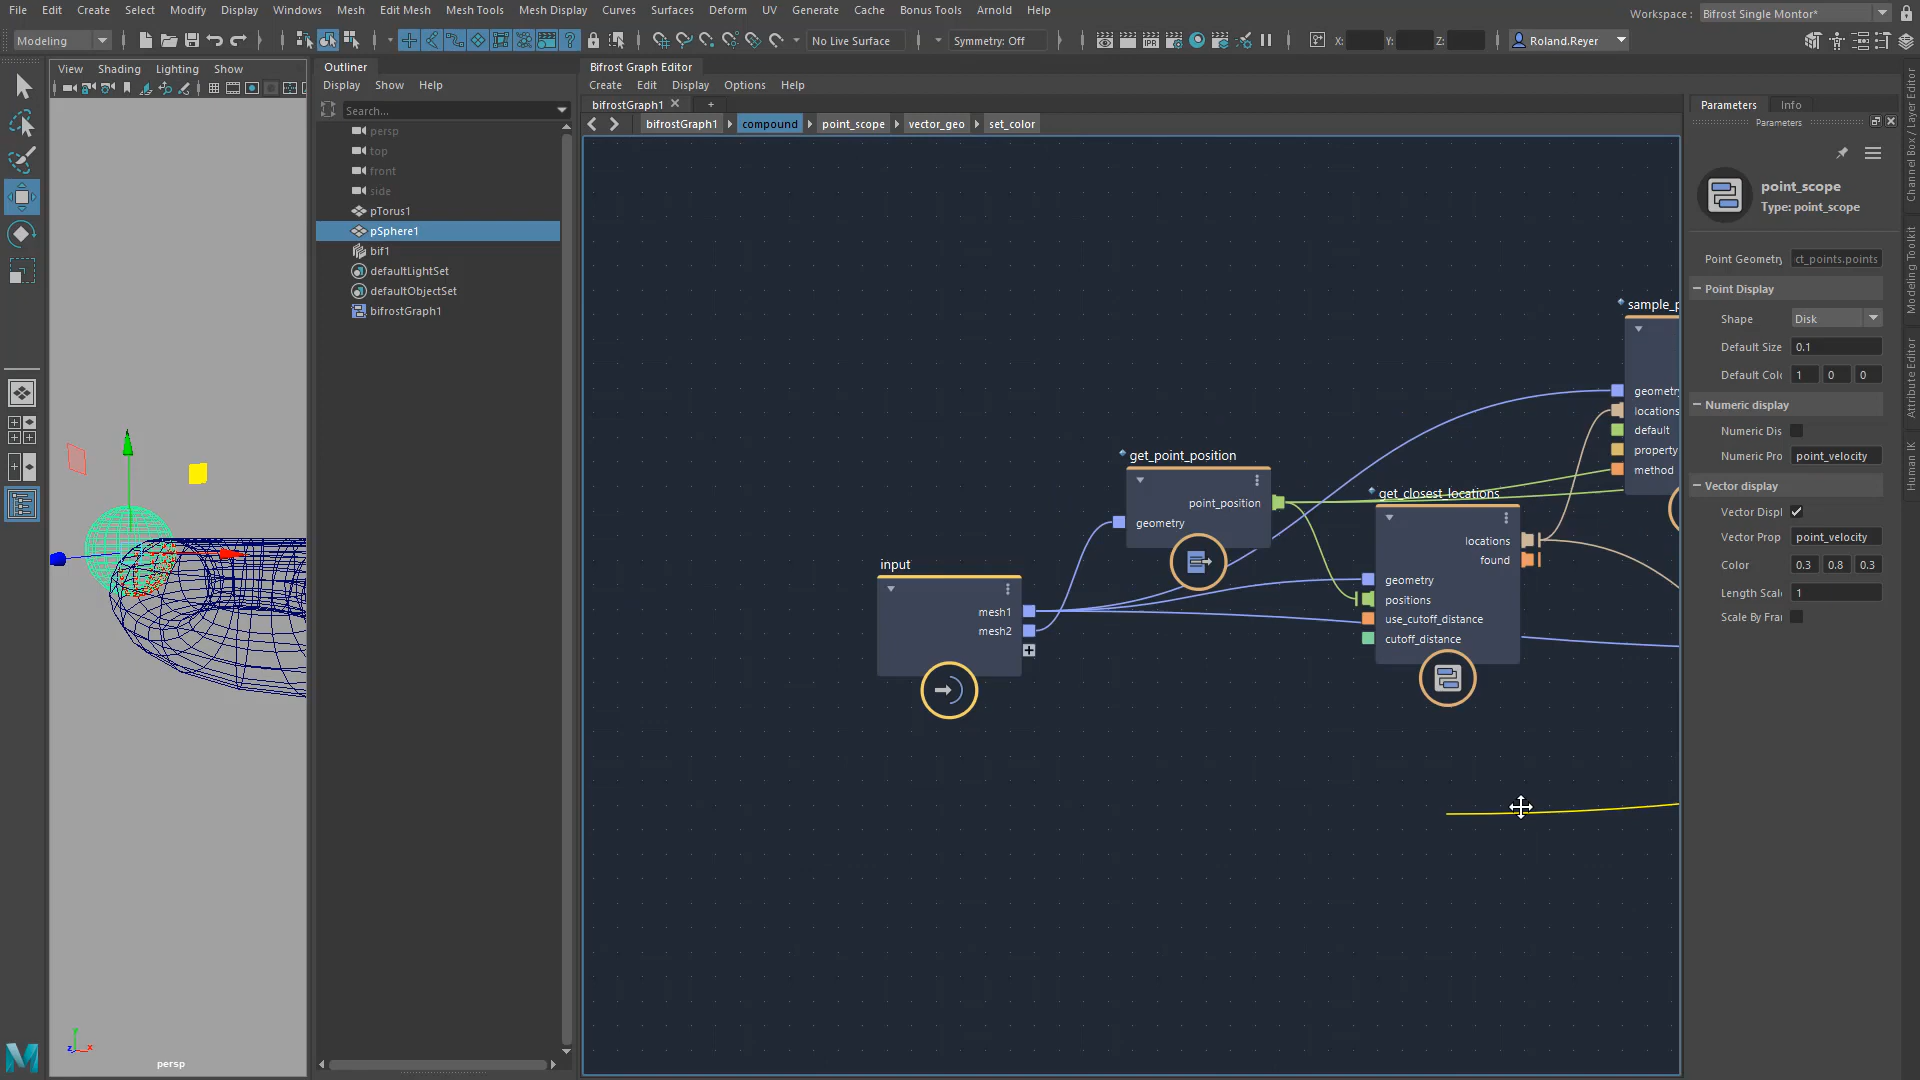 File Edit Create Select Modify Display Windows Mesh Edit Mesh Mesh Tools Mesh Display Curves Surfaces Deform UV Generate Cache Bonus Tools Arnold Help
Workspace : Bifrost Single Montor*
Modeling
No Live Surface
Symmetry: Off
X:
Y:
Z:
Roland.Reyer
View Shading Lighting Show
persp
Outliner
Display Show Help
Search...
persp
top
front
side
pTorus1
pSphere1
bif1
defaultLightSet
defaultObjectSet
bifrostGraph1
Bifrost Graph Editor
Create Edit Display Options Help
bifrostGraph1
bifrostGraph1 compound point_scope vector_geo set_color
input
mesh1
mesh2
get_point_position
point_position
geometry
get_closest_locations
locations
found
geometry
positions
use_cutoff_distance
cutoff_distance
sample_p
geometr
locations
default
property
method
Parameters Info
Parameters
point_scope
Type: point_scope
Point Geometry ct_points.points
Point Display
Shape Disk
Default Size 0.1
Default Col 1 0 0
Numeric display
Numeric Dis
Numeric Pro point_velocity
Vector display
Vector Displ
Vector Prop point_velocity
Color 0.3 0.8 0.3
Length Scal 1
Scale By Fra
Channel Box / Layer Editor
Modeling Toolkit
Attribute Editor
Human IK